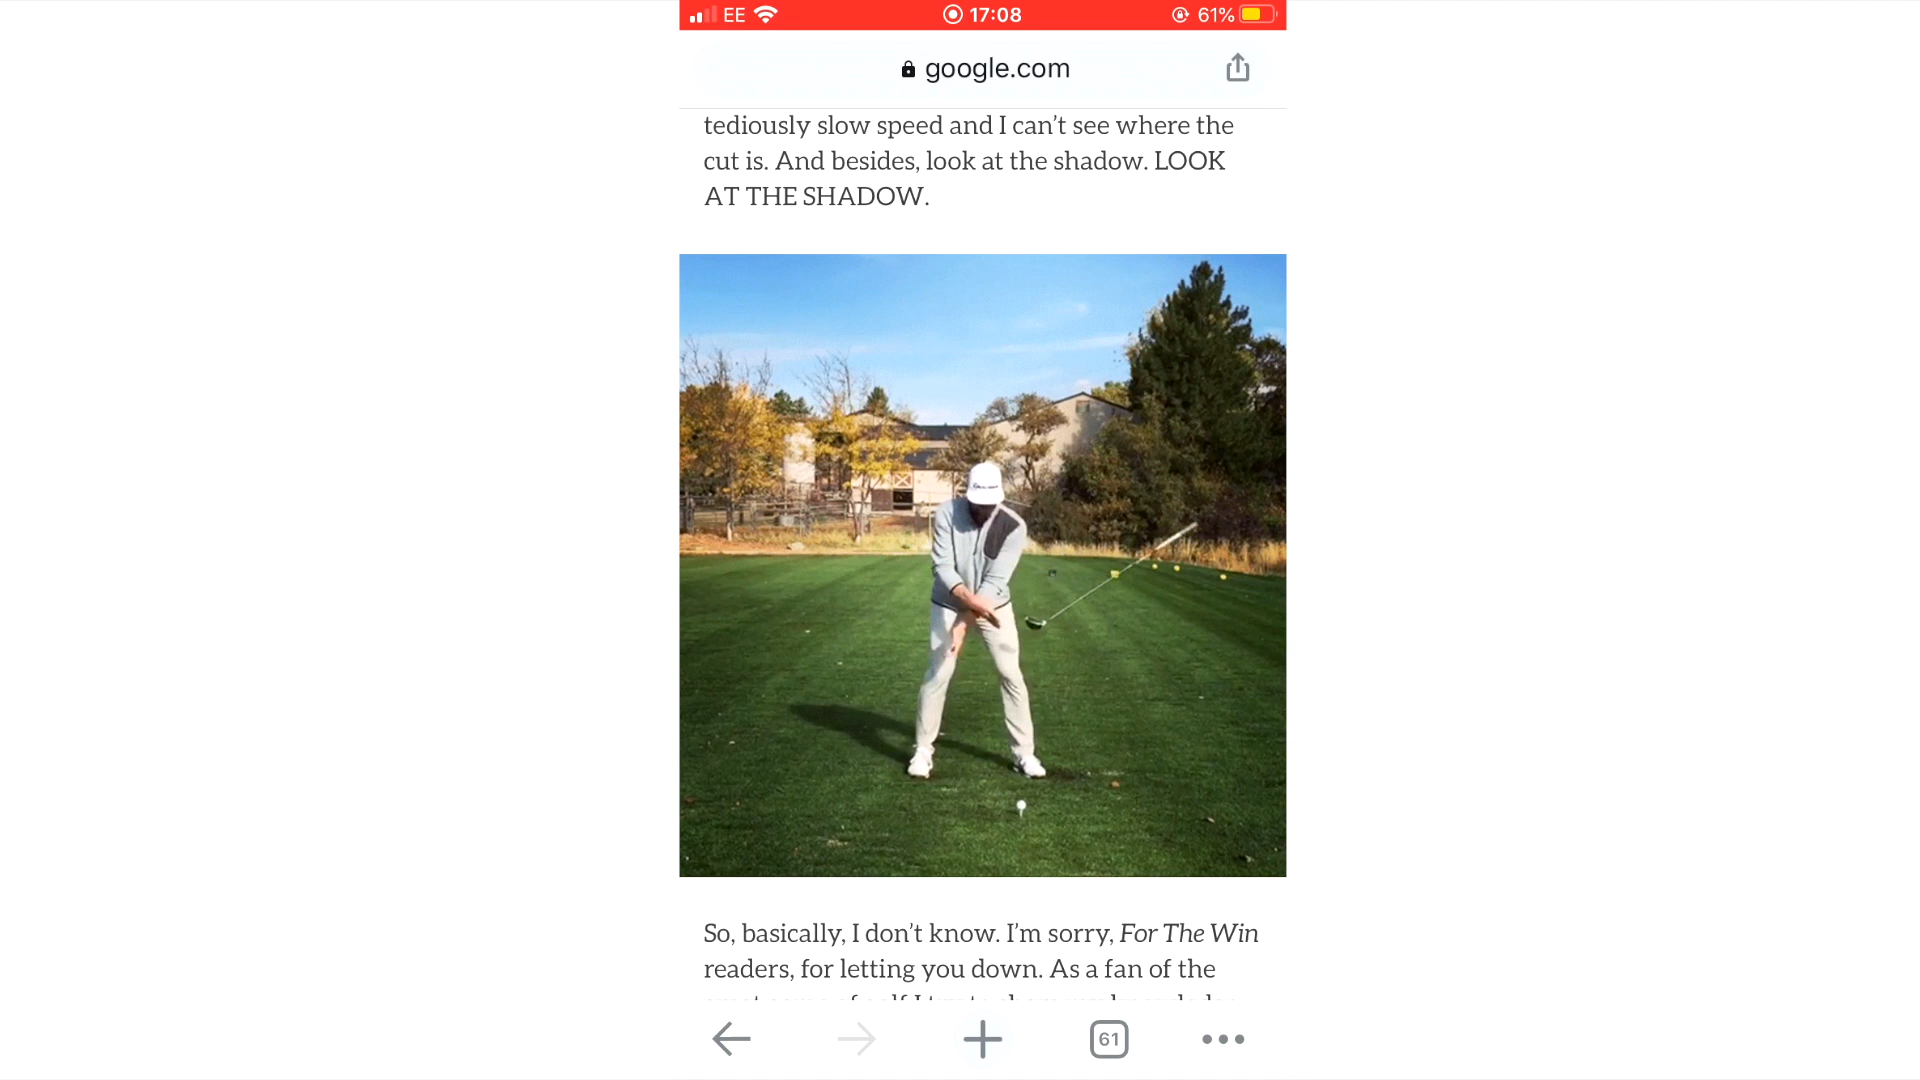 EE 17:08 61%
google.com
tediously slow speed and I can’t see where the
cut is. And besides, look at the shadow. LOOK
AT THE SHADOW.
So, basically, I don’t know. I’m sorry, For The Win
readers, for letting you down. As a fan of the
61